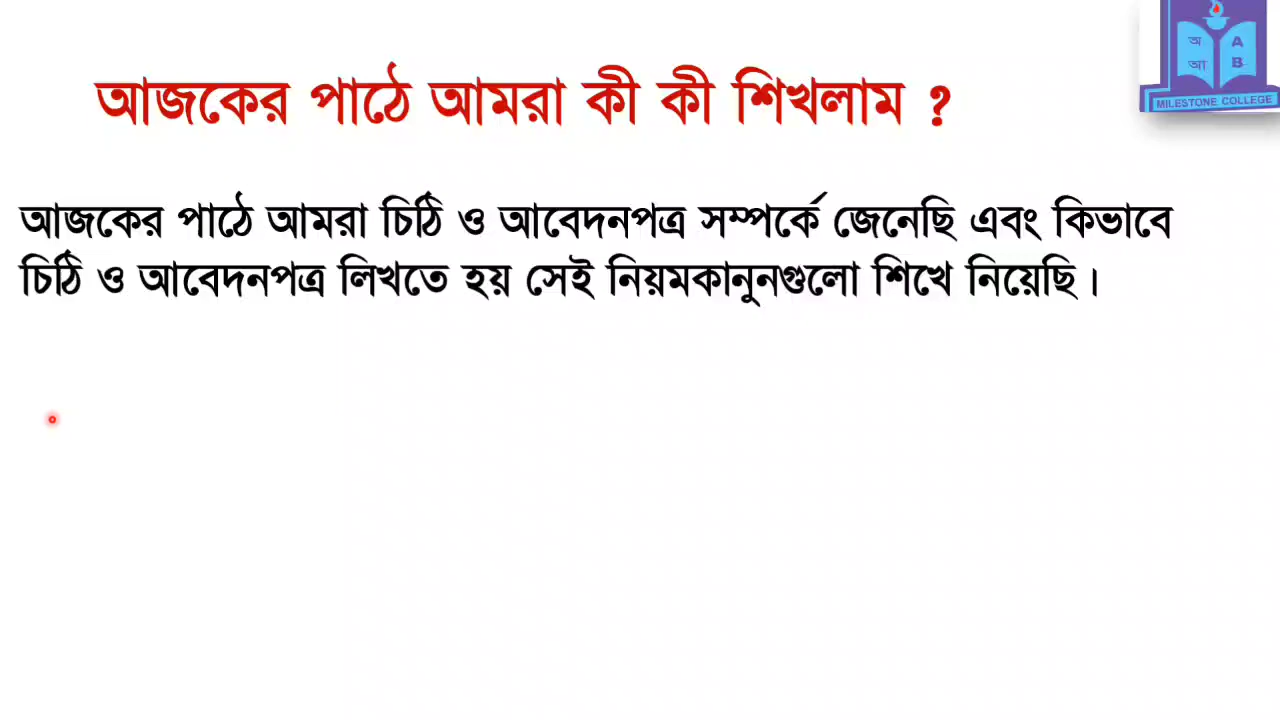 আজকের পাঠে আমরা কী কী শিখলাম ?
আজকের পাঠে আমরা চিঠি ও আবেদনপত্র সম্পর্কে জেনেছি এবং কিভাবে
চিঠি ও আবেদনপত্র লিখতে হয় সেই নিয়মকানুনগুলো শিখে নিয়েছি।
অ A
আ B
MILESTONE COLLEGE